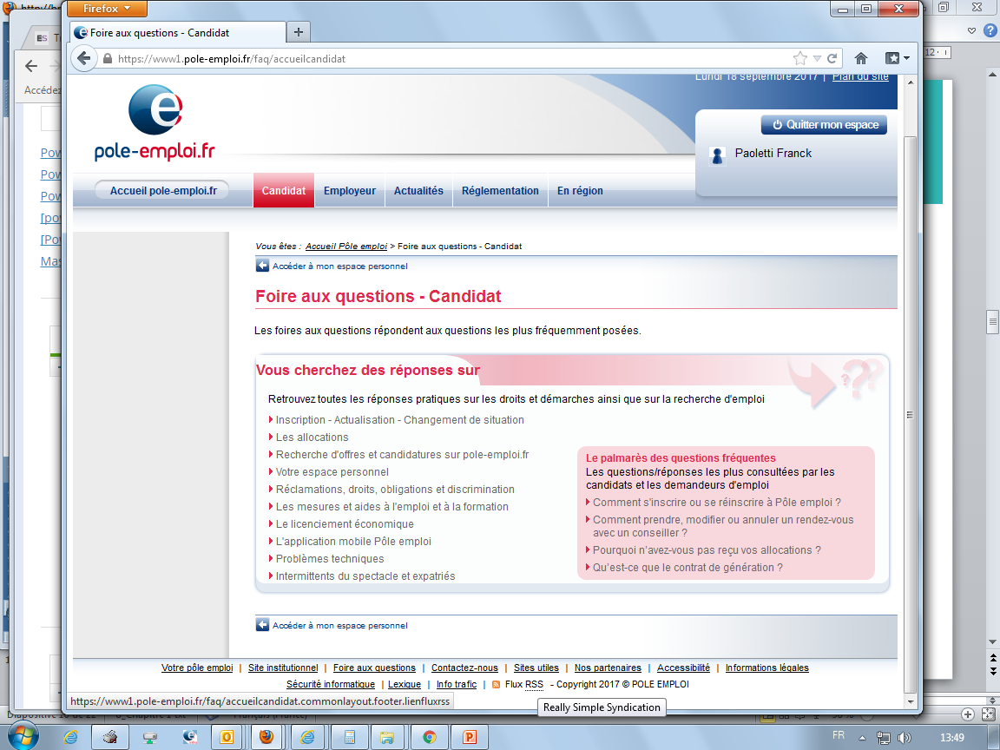 Firefox
Foire aux questions - Candidat
https://www1.pole-emploi.fr/faq/accueilcandidat
Accédez
Pow
Pow
Pow
[po
[Po
Mas
Lundi 18 septembre 2017 | Plan du site
Quitter mon espace
Paoletti Franck
pole-emploi.fr
Accueil pole-emploi.fr
Candidat
Employeur
Actualités
Réglementation
En région
Vous êtes : Accueil Pôle emploi > Foire aux questions - Candidat
Accéder à mon espace personnel
Foire aux questions - Candidat
Les foires aux questions répondent aux questions les plus fréquemment posées.
Vous cherchez des réponses sur
Retrouvez toutes les réponses pratiques sur les droits et démarches ainsi que sur la recherche d'emploi
Inscription - Actualisation - Changement de situation
Les allocations
Recherche d'offres et candidatures sur pole-emploi.fr
Votre espace personnel
Réclamations, droits, obligations et discrimination
Les mesures et aides à l'emploi et à la formation
Le licenciement économique
L'application mobile Pôle emploi
Problèmes techniques
Intermittents du spectacle et expatriés
Le palmarès des questions fréquentes
Les questions/réponses les plus consultées par les
candidats et les demandeurs d'emploi
Comment s'inscrire ou se réinscrire à Pôle emploi ?
Comment prendre, modifier ou annuler un rendez-vous
avec un conseiller ?
Pourquoi n’avez-vous pas reçu vos allocations ?
Qu’est-ce que le contrat de génération ?
Accéder à mon espace personnel
Votre pôle emploi | Site institutionnel | Foire aux questions | Contactez-nous | Sites utiles | Nos partenaires | Accessibilité | Informations légales
Sécurité informatique | Lexique | Info trafic | Flux RSS - Copyright 2017 © POLE EMPLOI
https://www1.pole-emploi.fr/faq/accueilcandidat.commonlayout.footer.lienfluxrss
Really Simple Syndication
FR
13:49